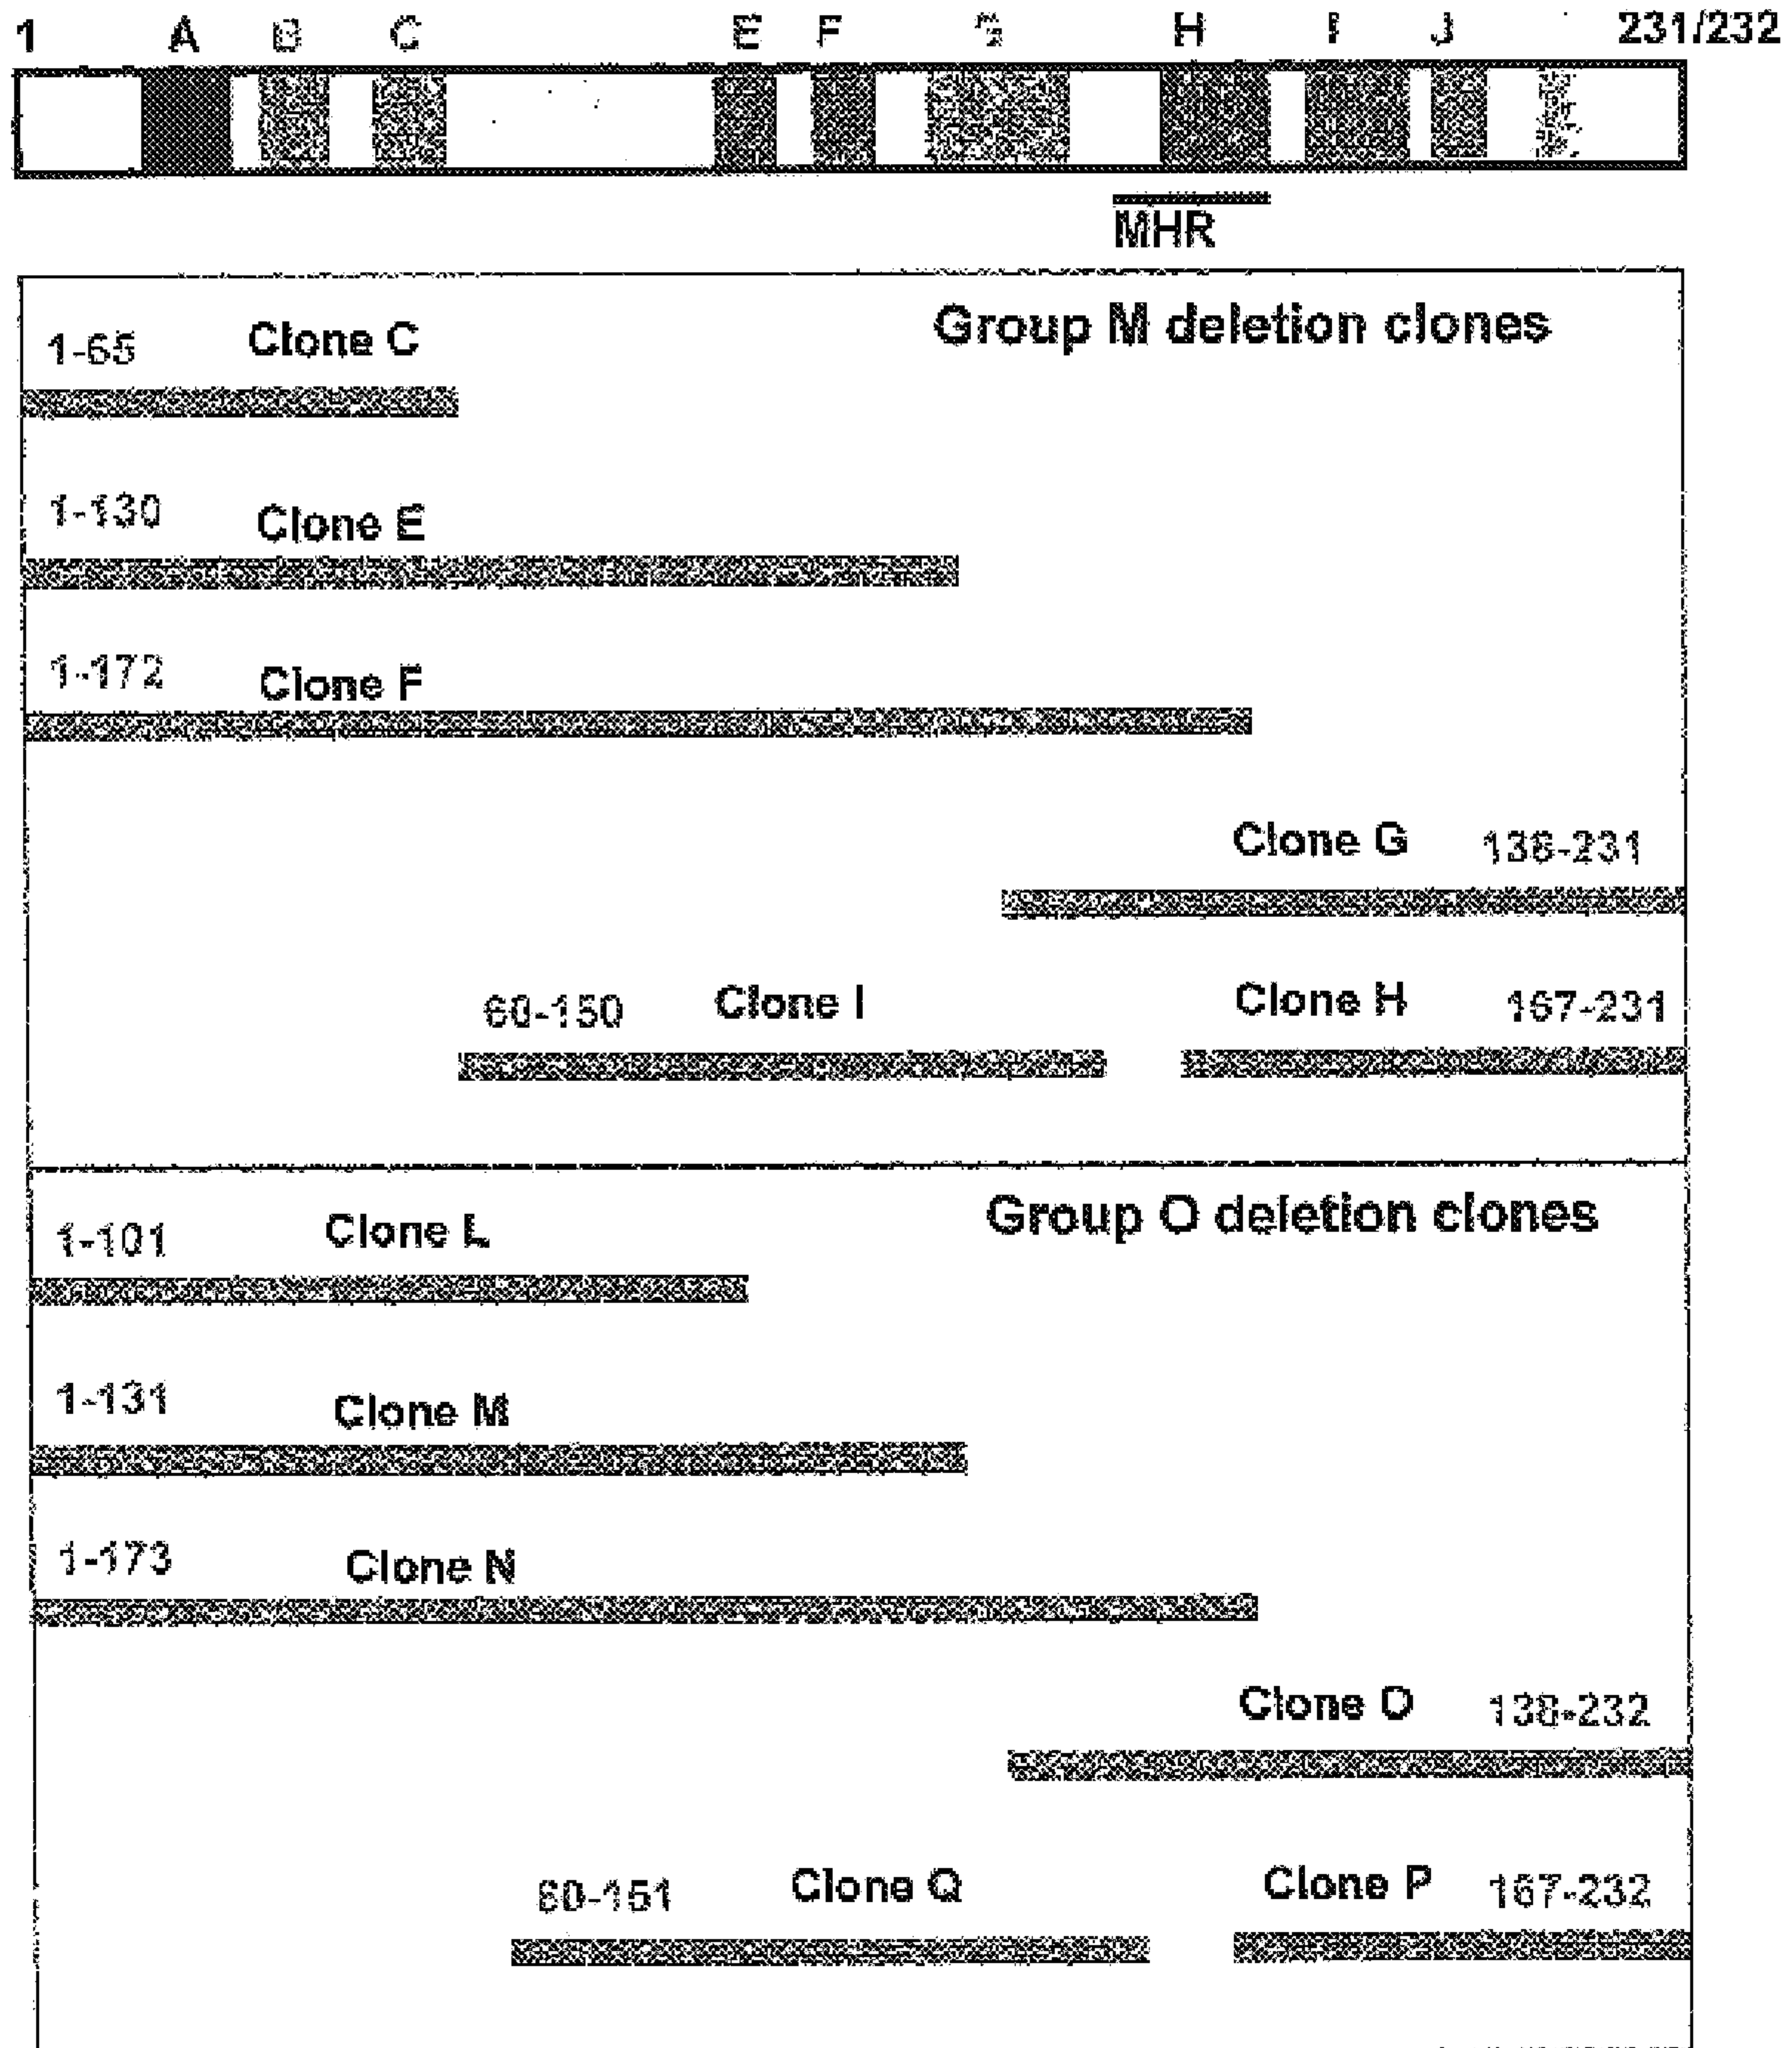 1 A B C E F G H I J 231/232
MHR
Group M deletion clones
1-65 Clone C
1-130 Clone E
1-172 Clone F
Clone G 138-231
60-150 Clone I Clone H 167-231
Group O deletion clones
1-101 Clone L
1-131 Clone M
1-173 Clone N
Clone O 138-232
60-151 Clone Q Clone P 167-232